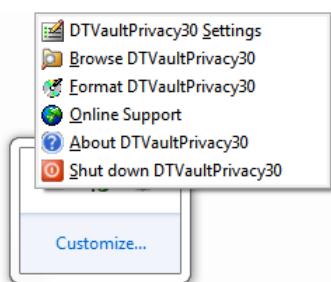 DTVaultPrivacy30 Settings
Browse DTVaultPrivacy30
Format DTVaultPrivacy30
Online Support
About DTVaultPrivacy30
Shut down DTVaultPrivacy30
Customize...